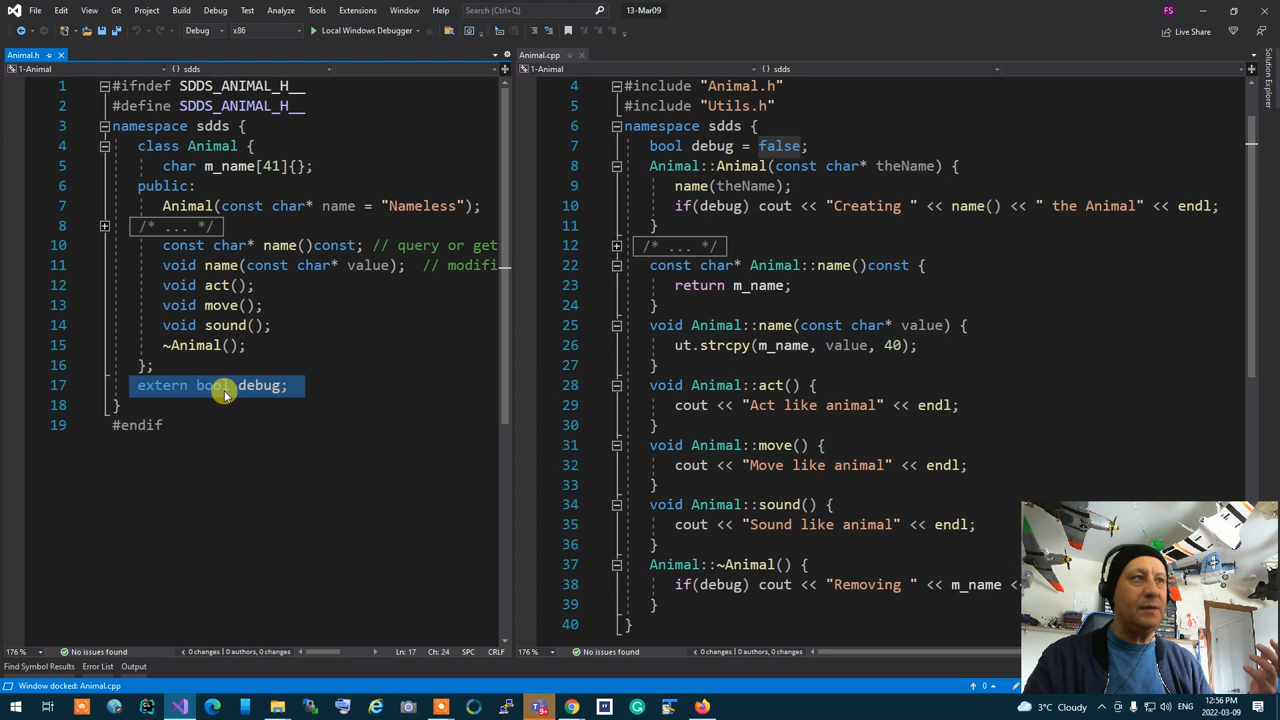 File Edit View Git Project Build Debug Test Analyze Tools Extensions Window Help Search (Ctrl+Q) 13-Mar09 FS
Debug x86 Local Windows Debugger Live Share
Animal.h
1-Animal sdds
1 #ifndef SDDS_ANIMAL_H__
2 #define SDDS_ANIMAL_H__
3 namespace sdds {
4 class Animal {
5 char m_name[41]{};
6 public:
7 Animal(const char* name = "Nameless");
8 /* ... */
10 const char* name()const; // query or get
11 void name(const char* value); // modifi
12 void act();
13 void move();
14 void sound();
15 ~Animal();
16 };
17 extern bool debug;
18 }
19 #endif
176 % No issues found 0 changes | 0 authors, 0 changes Ln: 17 Ch: 24 SPC CRLF
Animal.cpp
1-Animal sdds
4 #include "Animal.h"
5 #include "Utils.h"
6 namespace sdds {
7 bool debug = false;
8 Animal::Animal(const char* theName) {
9 name(theName);
10 if(debug) cout << "Creating " << name() << " the Animal" << endl;
11 }
12 /* ... */
22 const char* Animal::name()const {
23 return m_name;
24 }
25 void Animal::name(const char* value) {
26 ut.strcpy(m_name, value, 40);
27 }
28 void Animal::act() {
29 cout << "Act like animal" << endl;
30 }
31 void Animal::move() {
32 cout << "Move like animal" << endl;
33 }
34 void Animal::sound() {
35 cout << "Sound like animal" << endl;
36 }
37 Animal::~Animal() {
38 if(debug) cout << "Removing " << m_name <<
39 }
40 }
176 % No issues found 0 changes | 0 authors, 0 changes
Solution Explorer
Find Symbol Results Error List Output
Window docked: Animal.cpp 0
3°C Cloudy 12:56 PM
2022-03-09